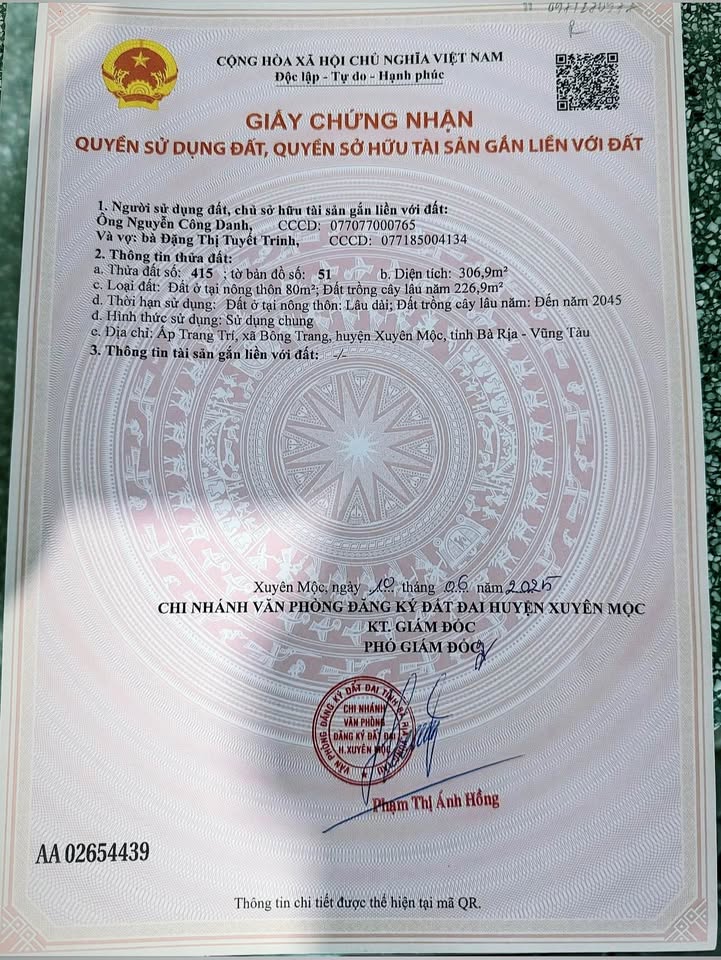 CỘNG HÒA XÃ HỘI CHỦ NGHĨA VIỆT NAM
Độc lập - Tự do - Hạnh phúc
GIẤY CHỨNG NHẬN
QUYỀN SỬ DỤNG ĐẤT, QUYỀN SỞ HỮU TÀI SẢN GẮN LIỀN VỚI ĐẤT
1. Người sử dụng đất, chủ sở hữu tài sản gắn liền với đất:
Ông Nguyễn Công Danh, CCCD: 077077000765
Và vợ: bà Đặng Thị Tuyết Trinh, CCCD: 077185004134
2. Thông tin thửa đất:
a. Thửa đất số: 415 ; tờ bản đồ số: 51 b. Diện tích: 306,9m²
c. Loại đất: Đất ở tại nông thôn 80m²; Đất trồng cây lâu năm 226,9m²
d. Thời hạn sử dụng: Đất ở tại nông thôn: Lâu dài; Đất trồng cây lâu năm: Đến năm 2045
đ. Hình thức sử dụng: Sử dụng chung
e. Địa chỉ: Ấp Trang Trí, xã Bông Trang, huyện Xuyên Mộc, tỉnh Bà Rịa - Vũng Tàu
3. Thông tin tài sản gắn liền với đất: -/-
Xuyên Mộc, ngày 10 tháng 06 năm 2025
CHI NHÁNH VĂN PHÒNG ĐĂNG KÝ ĐẤT ĐAI HUYỆN XUYÊN MỘC
KT. GIÁM ĐỐC
PHÓ GIÁM ĐỐC
VĂN PHÒNG ĐĂNG KÝ ĐẤT ĐAI TỈNH BÀ RỊA
CHI NHÁNH
VĂN PHÒNG
ĐĂNG KÝ ĐẤT ĐAI
H.XUYÊN MỘC
Phạm Thị Ánh Hồng
AA 02654439
Thông tin chi tiết được thể hiện tại mã QR.